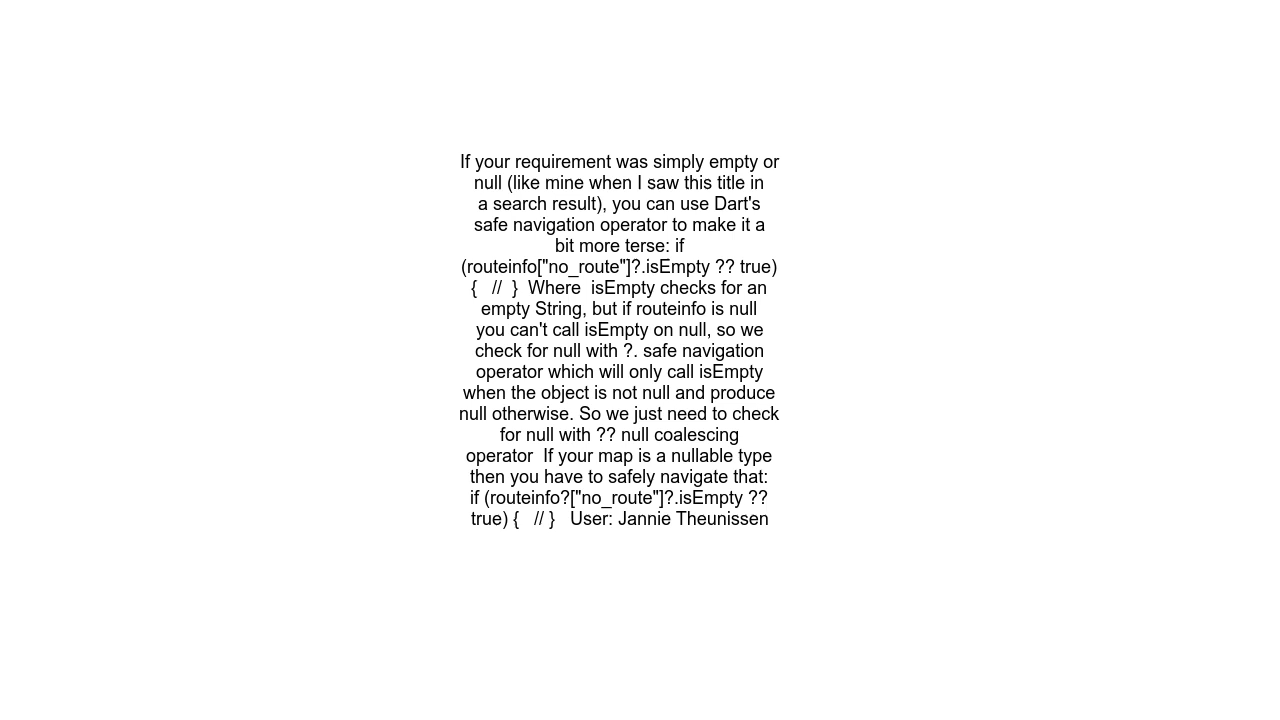 If your requirement was simply empty or
null (like mine when I saw this title in
a search result), you can use Dart's
safe navigation operator to make it a
bit more terse: if
(routeinfo["no_route"]?.isEmpty ?? true)
{   //  }  Where  isEmpty checks for an
empty String, but if routeinfo is null
you can't call isEmpty on null, so we
check for null with ?. safe navigation
operator which will only call isEmpty
when the object is not null and produce
null otherwise. So we just need to check
for null with ?? null coalescing
operator  If your map is a nullable type
then you have to safely navigate that:
if (routeinfo?["no_route"]?.isEmpty ??
true) {   // }   User: Jannie Theunissen